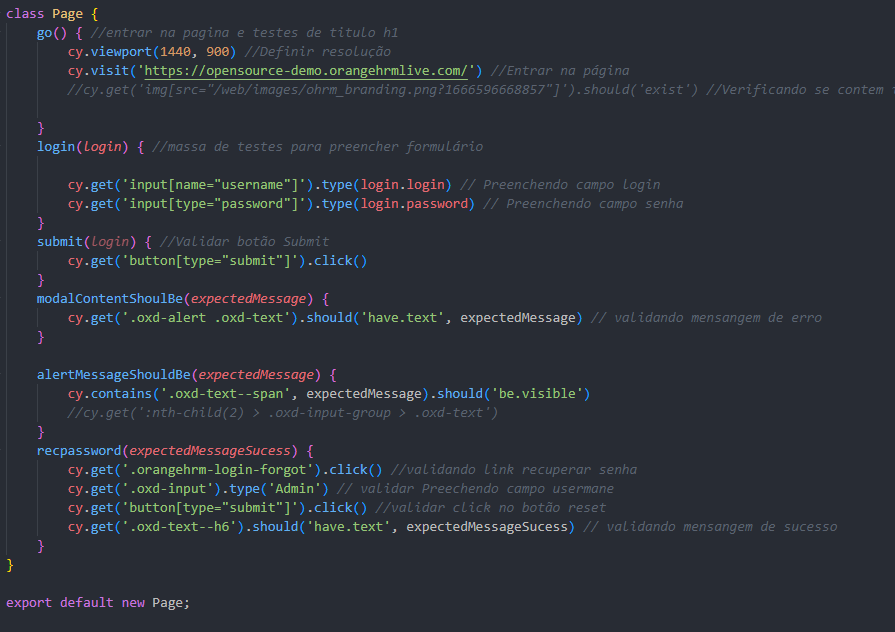 class Page {
go() { //entrar na pagina e testes de titulo h1
cy.viewport(1440, 900) //Definir resolução
cy.visit('https://opensource-demo.orangehrmlive.com/') //Entrar na página
//cy.get('img[src="/web/images/ohrm_branding.png?1666596668857"]').should('exist') //Verificando se contem
}
login(login) { //massa de testes para preencher formulário
cy.get('input[name="username"]').type(login.login) // Preenchendo campo login
cy.get('input[type="password"]').type(login.password) // Preenchendo campo senha
}
submit(login) { //Validar botão Submit
cy.get('button[type="submit"]').click()
}
modalContentShoulBe(expectedMessage) {
cy.get('.oxd-alert .oxd-text').should('have.text', expectedMessage) // validando mensangem de erro
}
alertMessageShouldBe(expectedMessage) {
cy.contains('.oxd-text--span', expectedMessage).should('be.visible')
//cy.get(':nth-child(2) > .oxd-input-group > .oxd-text')
}
recpassword(expectedMessageSucess) {
cy.get('.orangehrm-login-forgot').click() //validando link recuperar senha
cy.get('.oxd-input').type('Admin') // validar Preechendo campo usermane
cy.get('button[type="submit"]').click() //validar click no botão reset
cy.get('.oxd-text--h6').should('have.text', expectedMessageSucess) // validando mensangem de sucesso
}
}
export default new Page;